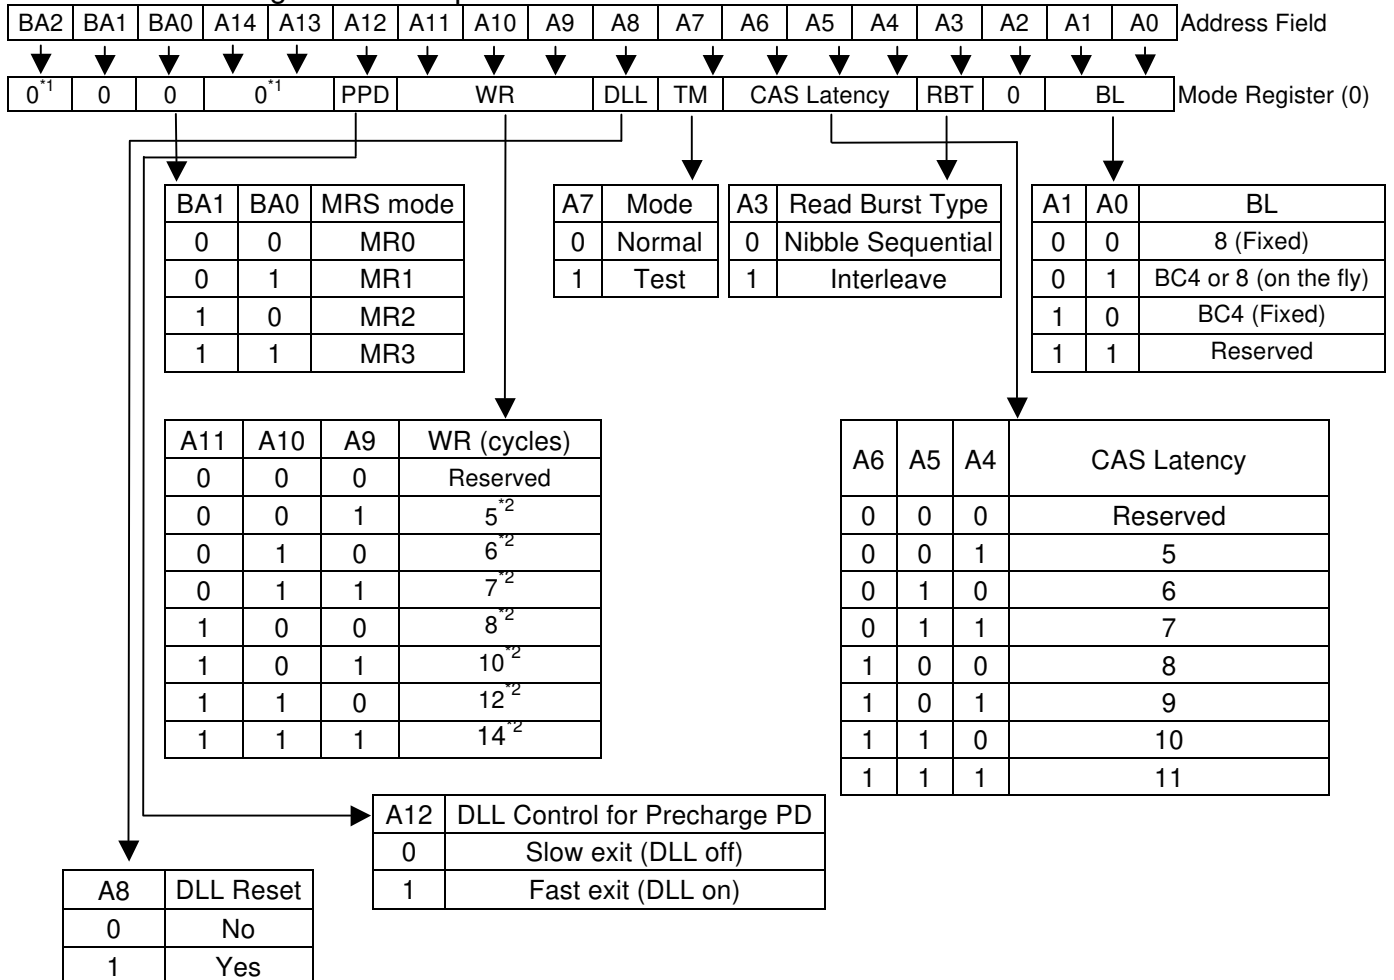 BA2 BA1 BA0 A14 A13 A12 A11 A10 A9 A8 A7 A6 A5 A4 A3 A2 A1 A0 Address Field
0*1 0 0 0*1 PPD WR DLL TM CAS Latency RBT 0 BL Mode Register (0)
BA1 BA0 MRS mode
0 0 MR0
0 1 MR1
1 0 MR2
1 1 MR3
A7 Mode
0 Normal
1 Test
A3 Read Burst Type
0 Nibble Sequential
1 Interleave
A1 A0 BL
0 0 8 (Fixed)
0 1 BC4 or 8 (on the fly)
1 0 BC4 (Fixed)
1 1 Reserved
A11 A10 A9 WR (cycles)
0 0 0 Reserved
0 0 1 5*2
0 1 0 6*2
0 1 1 7*2
1 0 0 8*2
1 0 1 10*2
1 1 0 12*2
1 1 1 14*2
A6 A5 A4 CAS Latency
0 0 0 Reserved
0 0 1 5
0 1 0 6
0 1 1 7
1 0 0 8
1 0 1 9
1 1 0 10
1 1 1 11
A12 DLL Control for Precharge PD
0 Slow exit (DLL off)
1 Fast exit (DLL on)
A8 DLL Reset
0 No
1 Yes